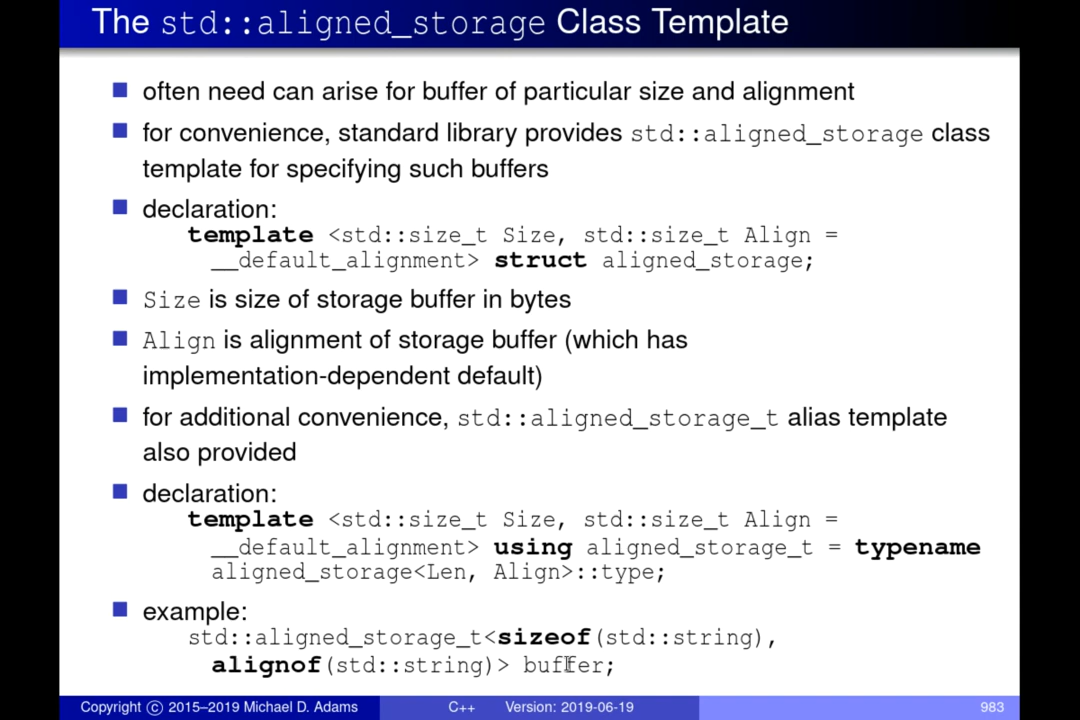 The std::aligned_storage Class Template
often need can arise for buffer of particular size and alignment
for convenience, standard library provides std::aligned_storage class
template for specifying such buffers
declaration:
template <std::size_t Size, std::size_t Align =
__default_alignment> struct aligned_storage;
Size is size of storage buffer in bytes
Align is alignment of storage buffer (which has
implementation-dependent default)
for additional convenience, std::aligned_storage_t alias template
also provided
declaration:
template <std::size_t Size, std::size_t Align =
__default_alignment> using aligned_storage_t = typename
aligned_storage<Len, Align>::type;
example:
std::aligned_storage_t<sizeof(std::string),
alignof(std::string)> buffer;
Copyright © 2015–2019 Michael D. Adams C++ Version: 2019-06-19 983